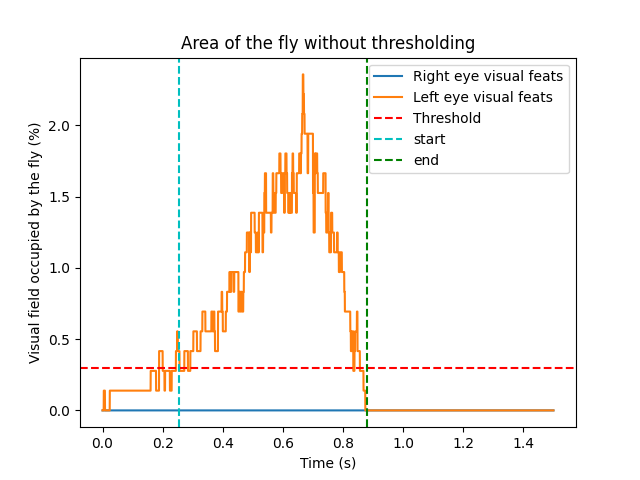 Area of the fly without thresholding
Right eye visual feats
Left eye visual feats
Threshold
start
end
Visual field occupied by the fly (%)
2.0
1.5
1.0
0.5
0.0
0.0 0.2 0.4 0.6 0.8 1.0 1.2 1.4
Time (s)